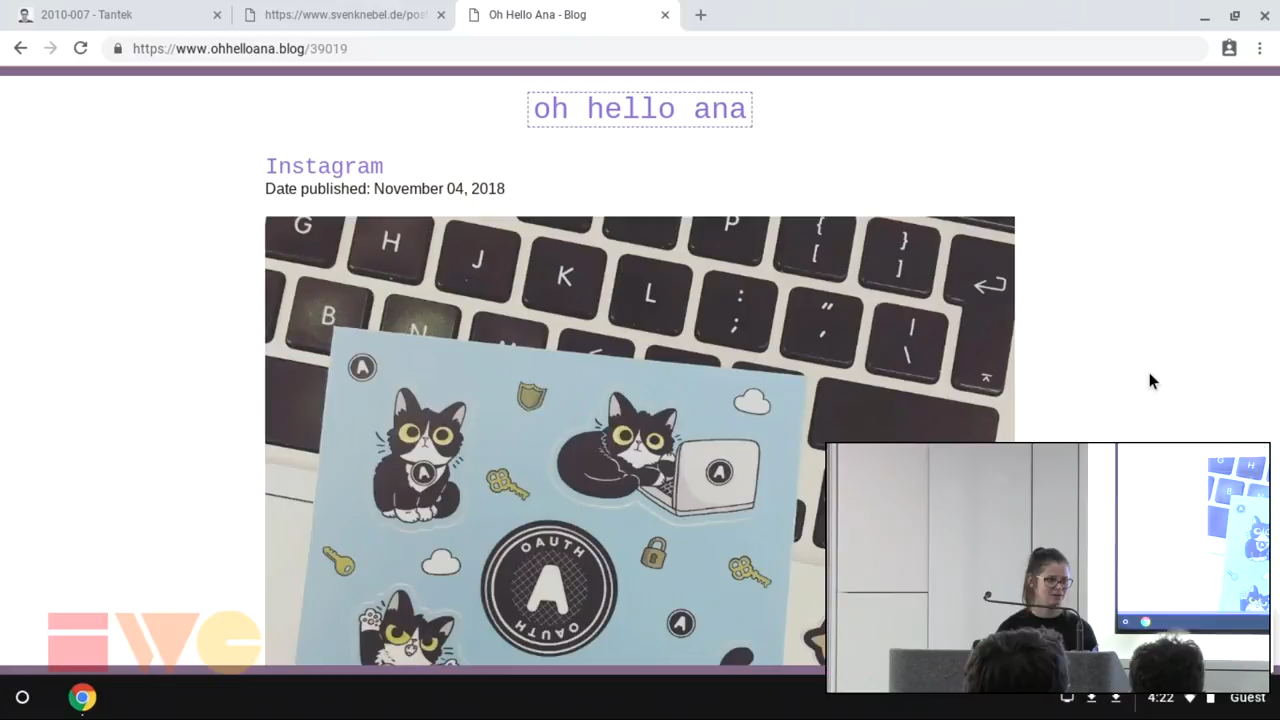 2010-007 - Tantek
https://www.svenknebel.de/pos
Oh Hello Ana - Blog
https://www.ohhelloana.blog/39019
oh hello ana
Instagram
Date published: November 04, 2018
G
H
J
K
L
P
{
[
}
]
:
;
"
'
|
\
B
N
A
A
A
OAUTH
A
OAUTH
A
iwc
4:22
Guest